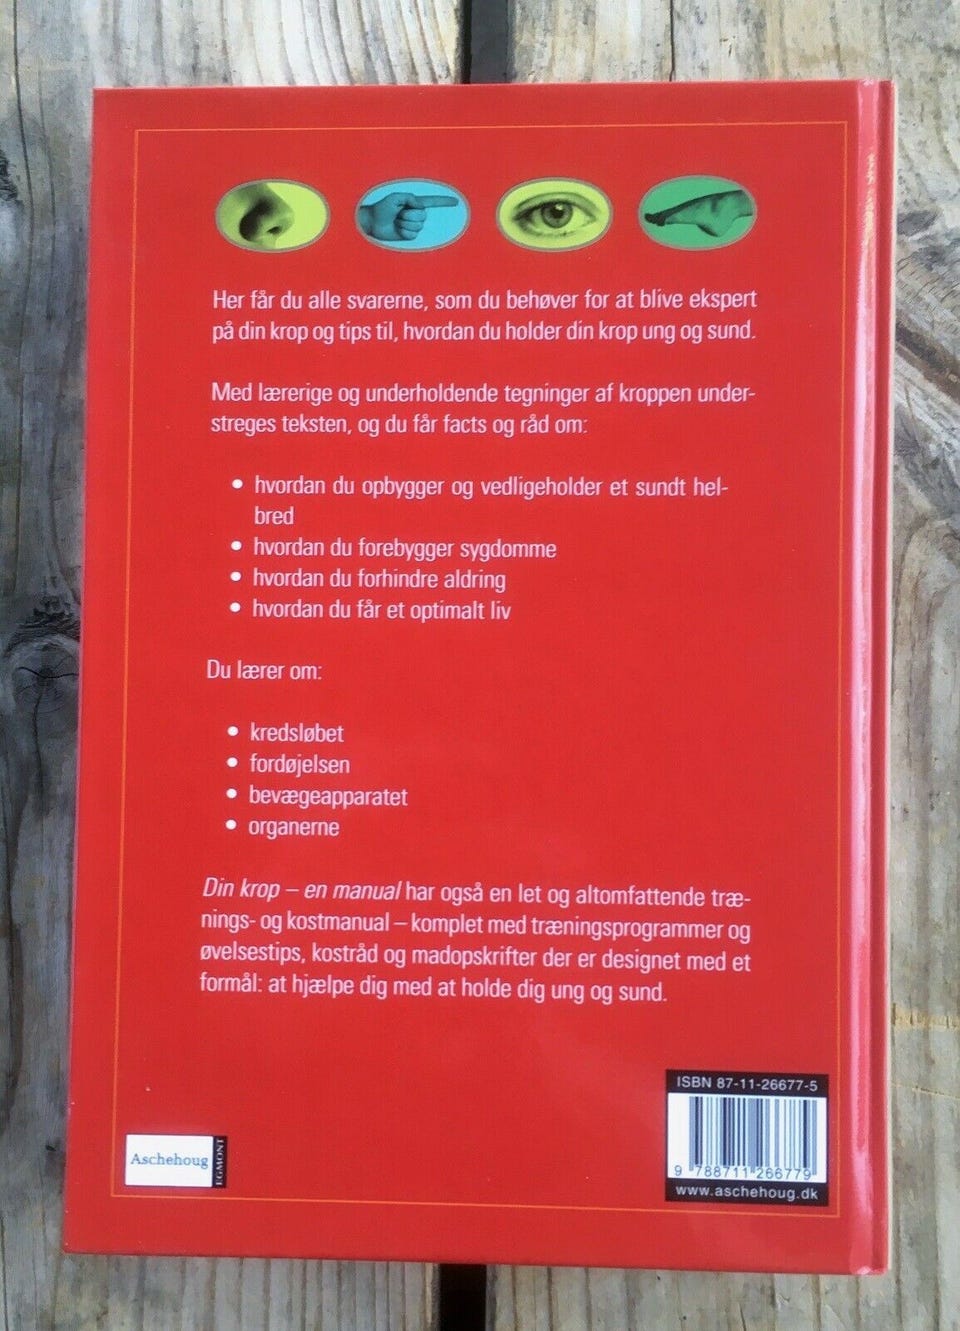 Her får du alle svarerne, som du behøver for at blive ekspert
på din krop og tips til, hvordan du holder din krop ung og sund.
Med lærerige og underholdende tegninger af kroppen under-
streges teksten, og du får facts og råd om:
• hvordan du opbygger og vedligeholder et sundt hel-
bred
• hvordan du forebygger sygdomme
• hvordan du forhindre aldring
• hvordan du får et optimalt liv
Du lærer om:
• kredsløbet
• fordøjelsen
• bevægeapparatet
• organerne
Din krop – en manual har også en let og altomfattende træ-
nings- og kostmanual – komplet med træningsprogrammer og
øvelsestips, kostråd og madopskrifter der er designet med et
formål: at hjælpe dig med at holde dig ung og sund.
Aschehoug
EGMONT
ISBN 87-11-26677-5
9 788711 266779
www.aschehoug.dk